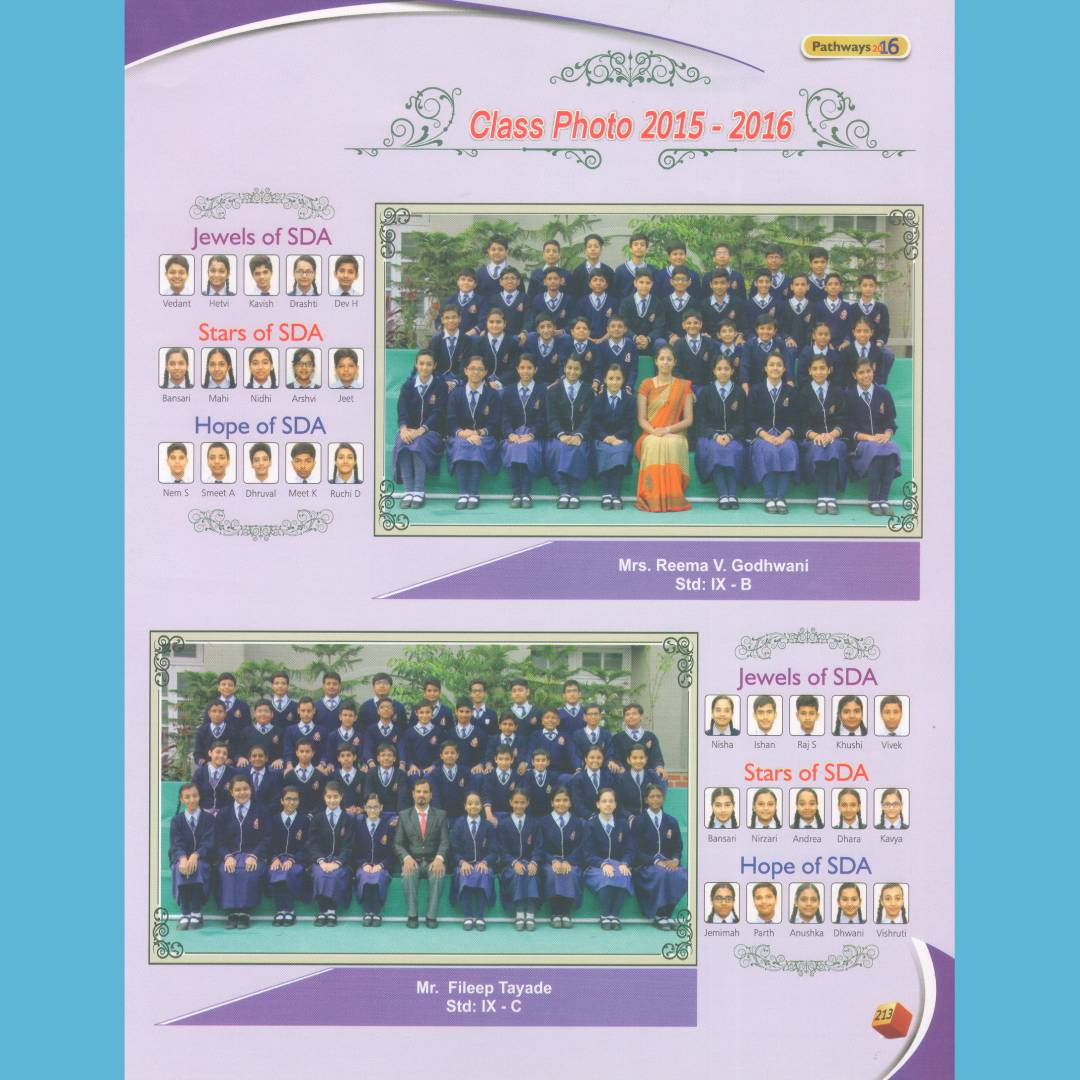 Pathways 2016
Class Photo 2015 - 2016
Jewels of SDA
Vedant Hetvi Kavish Drashti Dev H
Stars of SDA
Bansari Mahi Nidhi Arshvi Jeet
Hope of SDA
Nem S Smeet A Dhruval Meet K Ruchi D
Mrs. Reema V. Godhwani
Std: IX - B
Jewels of SDA
Nisha Ishan Raj S Khushi Vivek
Stars of SDA
Bansari Nirzari Andrea Dhara Kavya
Hope of SDA
Jemimah Parth Anushka Dhwani Vishruti
Mr. Fileep Tayade
Std: IX - C
213